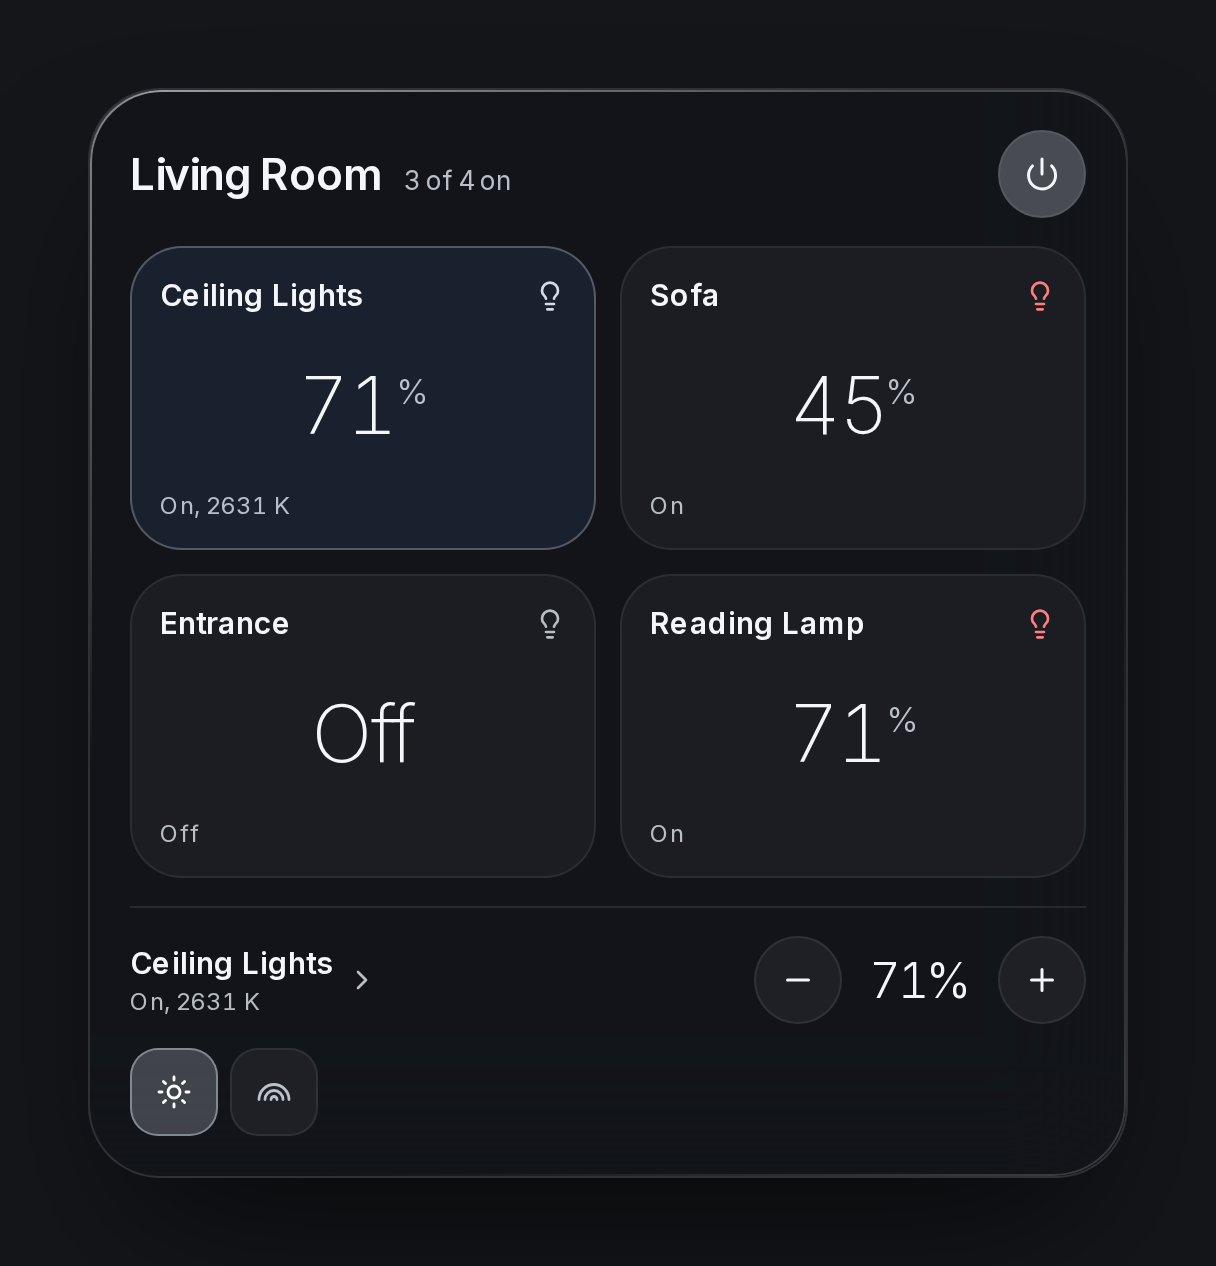 Living Room 3 of 4 on
Ceiling Lights
71%
On, 2631 K
Sofa
45%
On
Entrance
Off
Off
Reading Lamp
71%
On
Ceiling Lights
On, 2631 K
71%